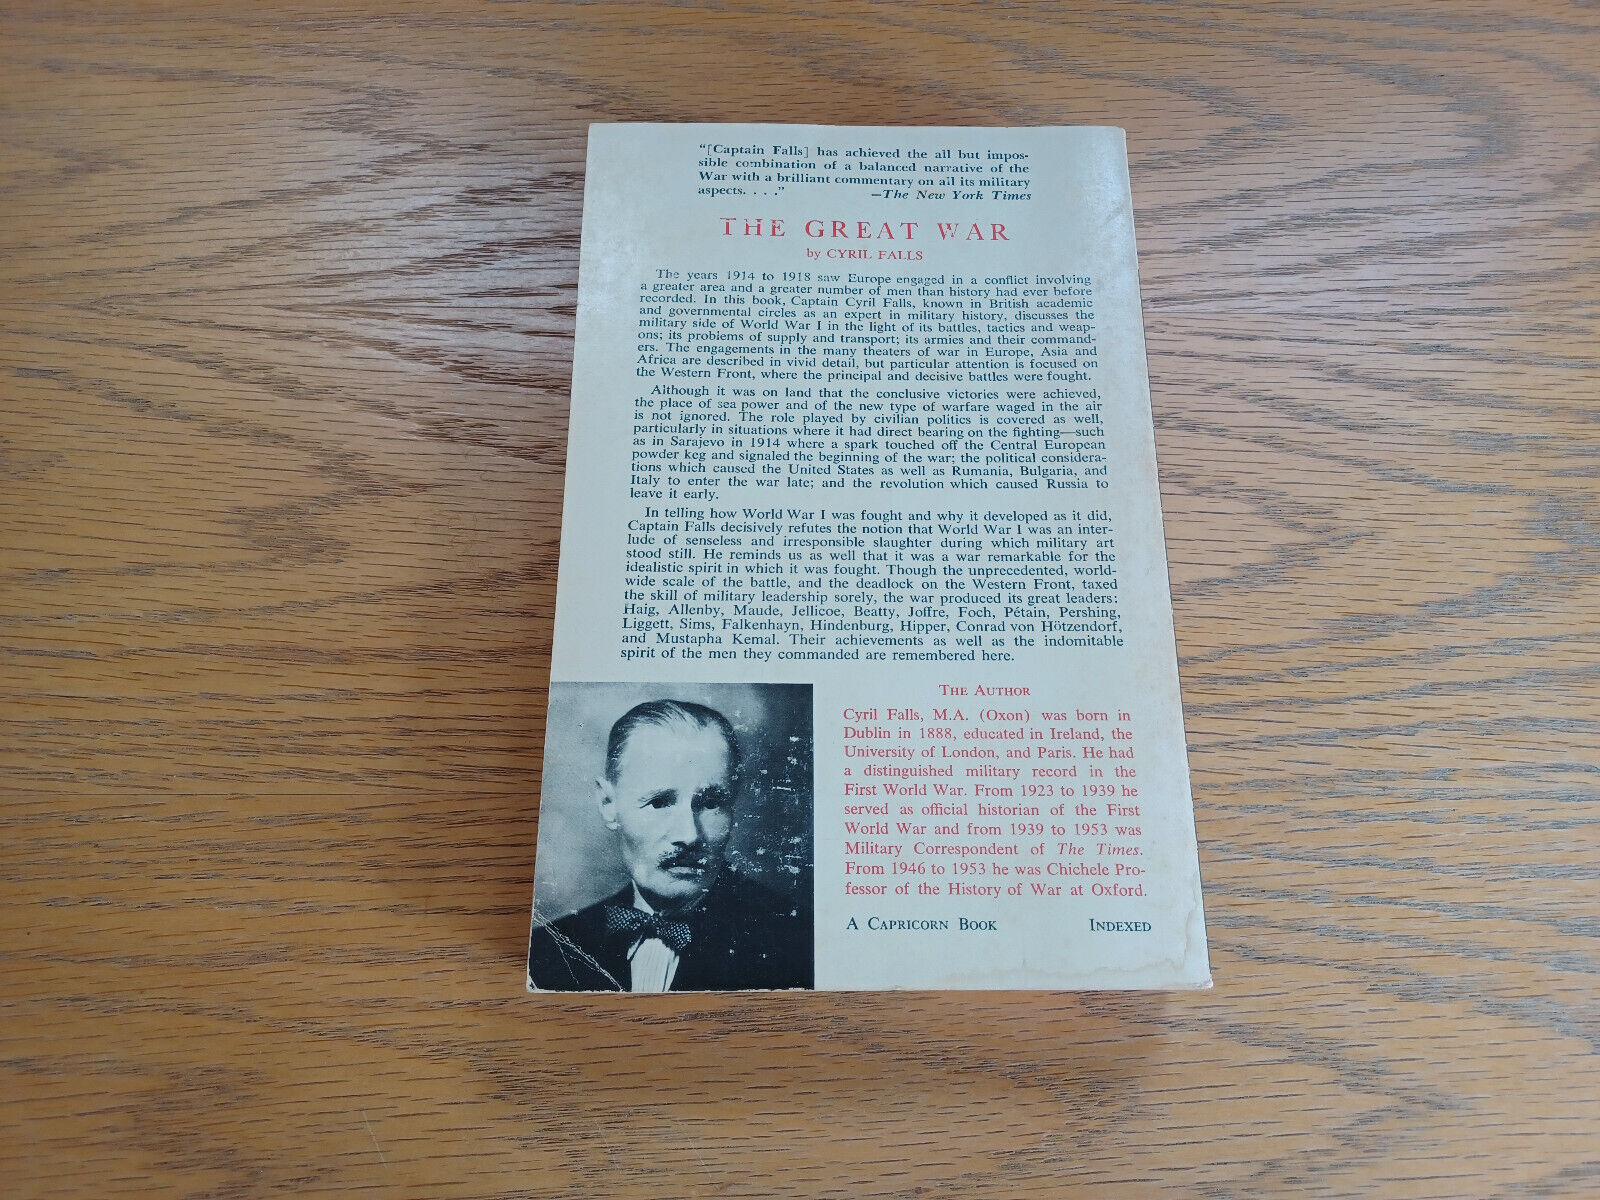 “[Captain Falls] has achieved the all but impos-
sible combination of a balanced narrative of the
War with a brilliant commentary on all its military
aspects. . . .” —The New York Times
THE GREAT WAR
by CYRIL FALLS
The years 1914 to 1918 saw Europe engaged in a conflict involving
a greater area and a greater number of men than history had ever before
recorded. In this book, Captain Cyril Falls, known in British academic
and governmental circles as an expert in military history, discusses the
military side of World War I in the light of its battles, tactics and weap-
ons; its problems of supply and transport; its armies and their command-
ers. The engagements in the many theaters of war in Europe, Asia and
Africa are described in vivid detail, but particular attention is focused on
the Western Front, where the principal and decisive battles were fought.
Although it was on land that the conclusive victories were achieved,
the place of sea power and of the new type of warfare waged in the air
is not ignored. The role played by civilian politics is covered as well,
particularly in situations where it had direct bearing on the fighting—such
as in Sarajevo in 1914 where a spark touched off the Central European
powder keg and signaled the beginning of the war; the political considera-
tions which caused the United States as well as Rumania, Bulgaria, and
Italy to enter the war late; and the revolution which caused Russia to
leave it early.
In telling how World War I was fought and why it developed as it did,
Captain Falls decisively refutes the notion that World War I was an inter-
lude of senseless and irresponsible slaughter during which military art
stood still. He reminds us as well that it was a war remarkable for the
idealistic spirit in which it was fought. Though the unprecedented, world-
wide scale of the battle, and the deadlock on the Western Front, taxed
the skill of military leadership sorely, the war produced its great leaders:
Haig, Allenby, Maude, Jellicoe, Beatty, Joffre, Foch, Pétain, Pershing,
Liggett, Sims, Falkenhayn, Hindenburg, Hipper, Conrad von Hötzendorf,
and Mustapha Kemal. Their achievements as well as the indomitable
spirit of the men they commanded are remembered here.
THE AUTHOR
Cyril Falls, M.A. (Oxon) was born in
Dublin in 1888, educated in Ireland, the
University of London, and Paris. He had
a distinguished military record in the
First World War. From 1923 to 1939 he
served as official historian of the First
World War and from 1939 to 1953 was
Military Correspondent of The Times.
From 1946 to 1953 he was Chichele Pro-
fessor of the History of War at Oxford.
A CAPRICORN BOOK INDEXED